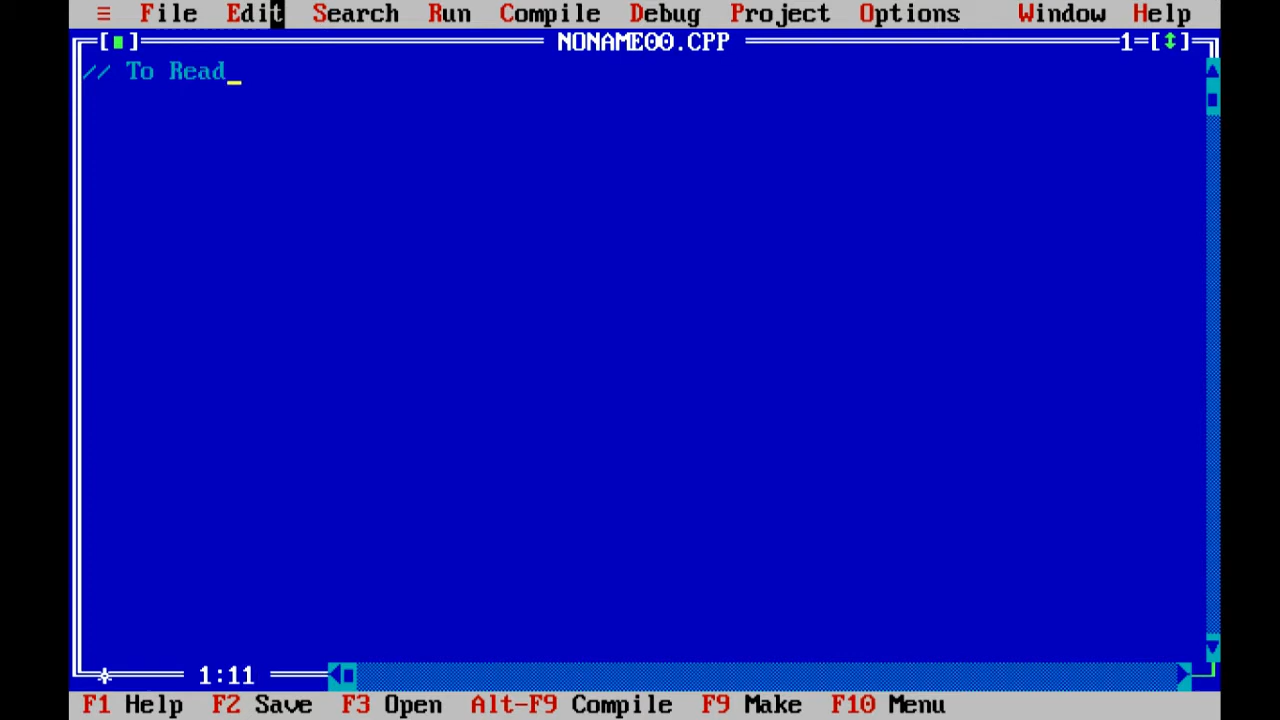 ≡ File Edit Search Run Compile Debug Project Options Window Help
[■] NONAME00.CPP 1=[↕]
// To Read_
1:11
F1 Help F2 Save F3 Open Alt-F9 Compile F9 Make F10 Menu